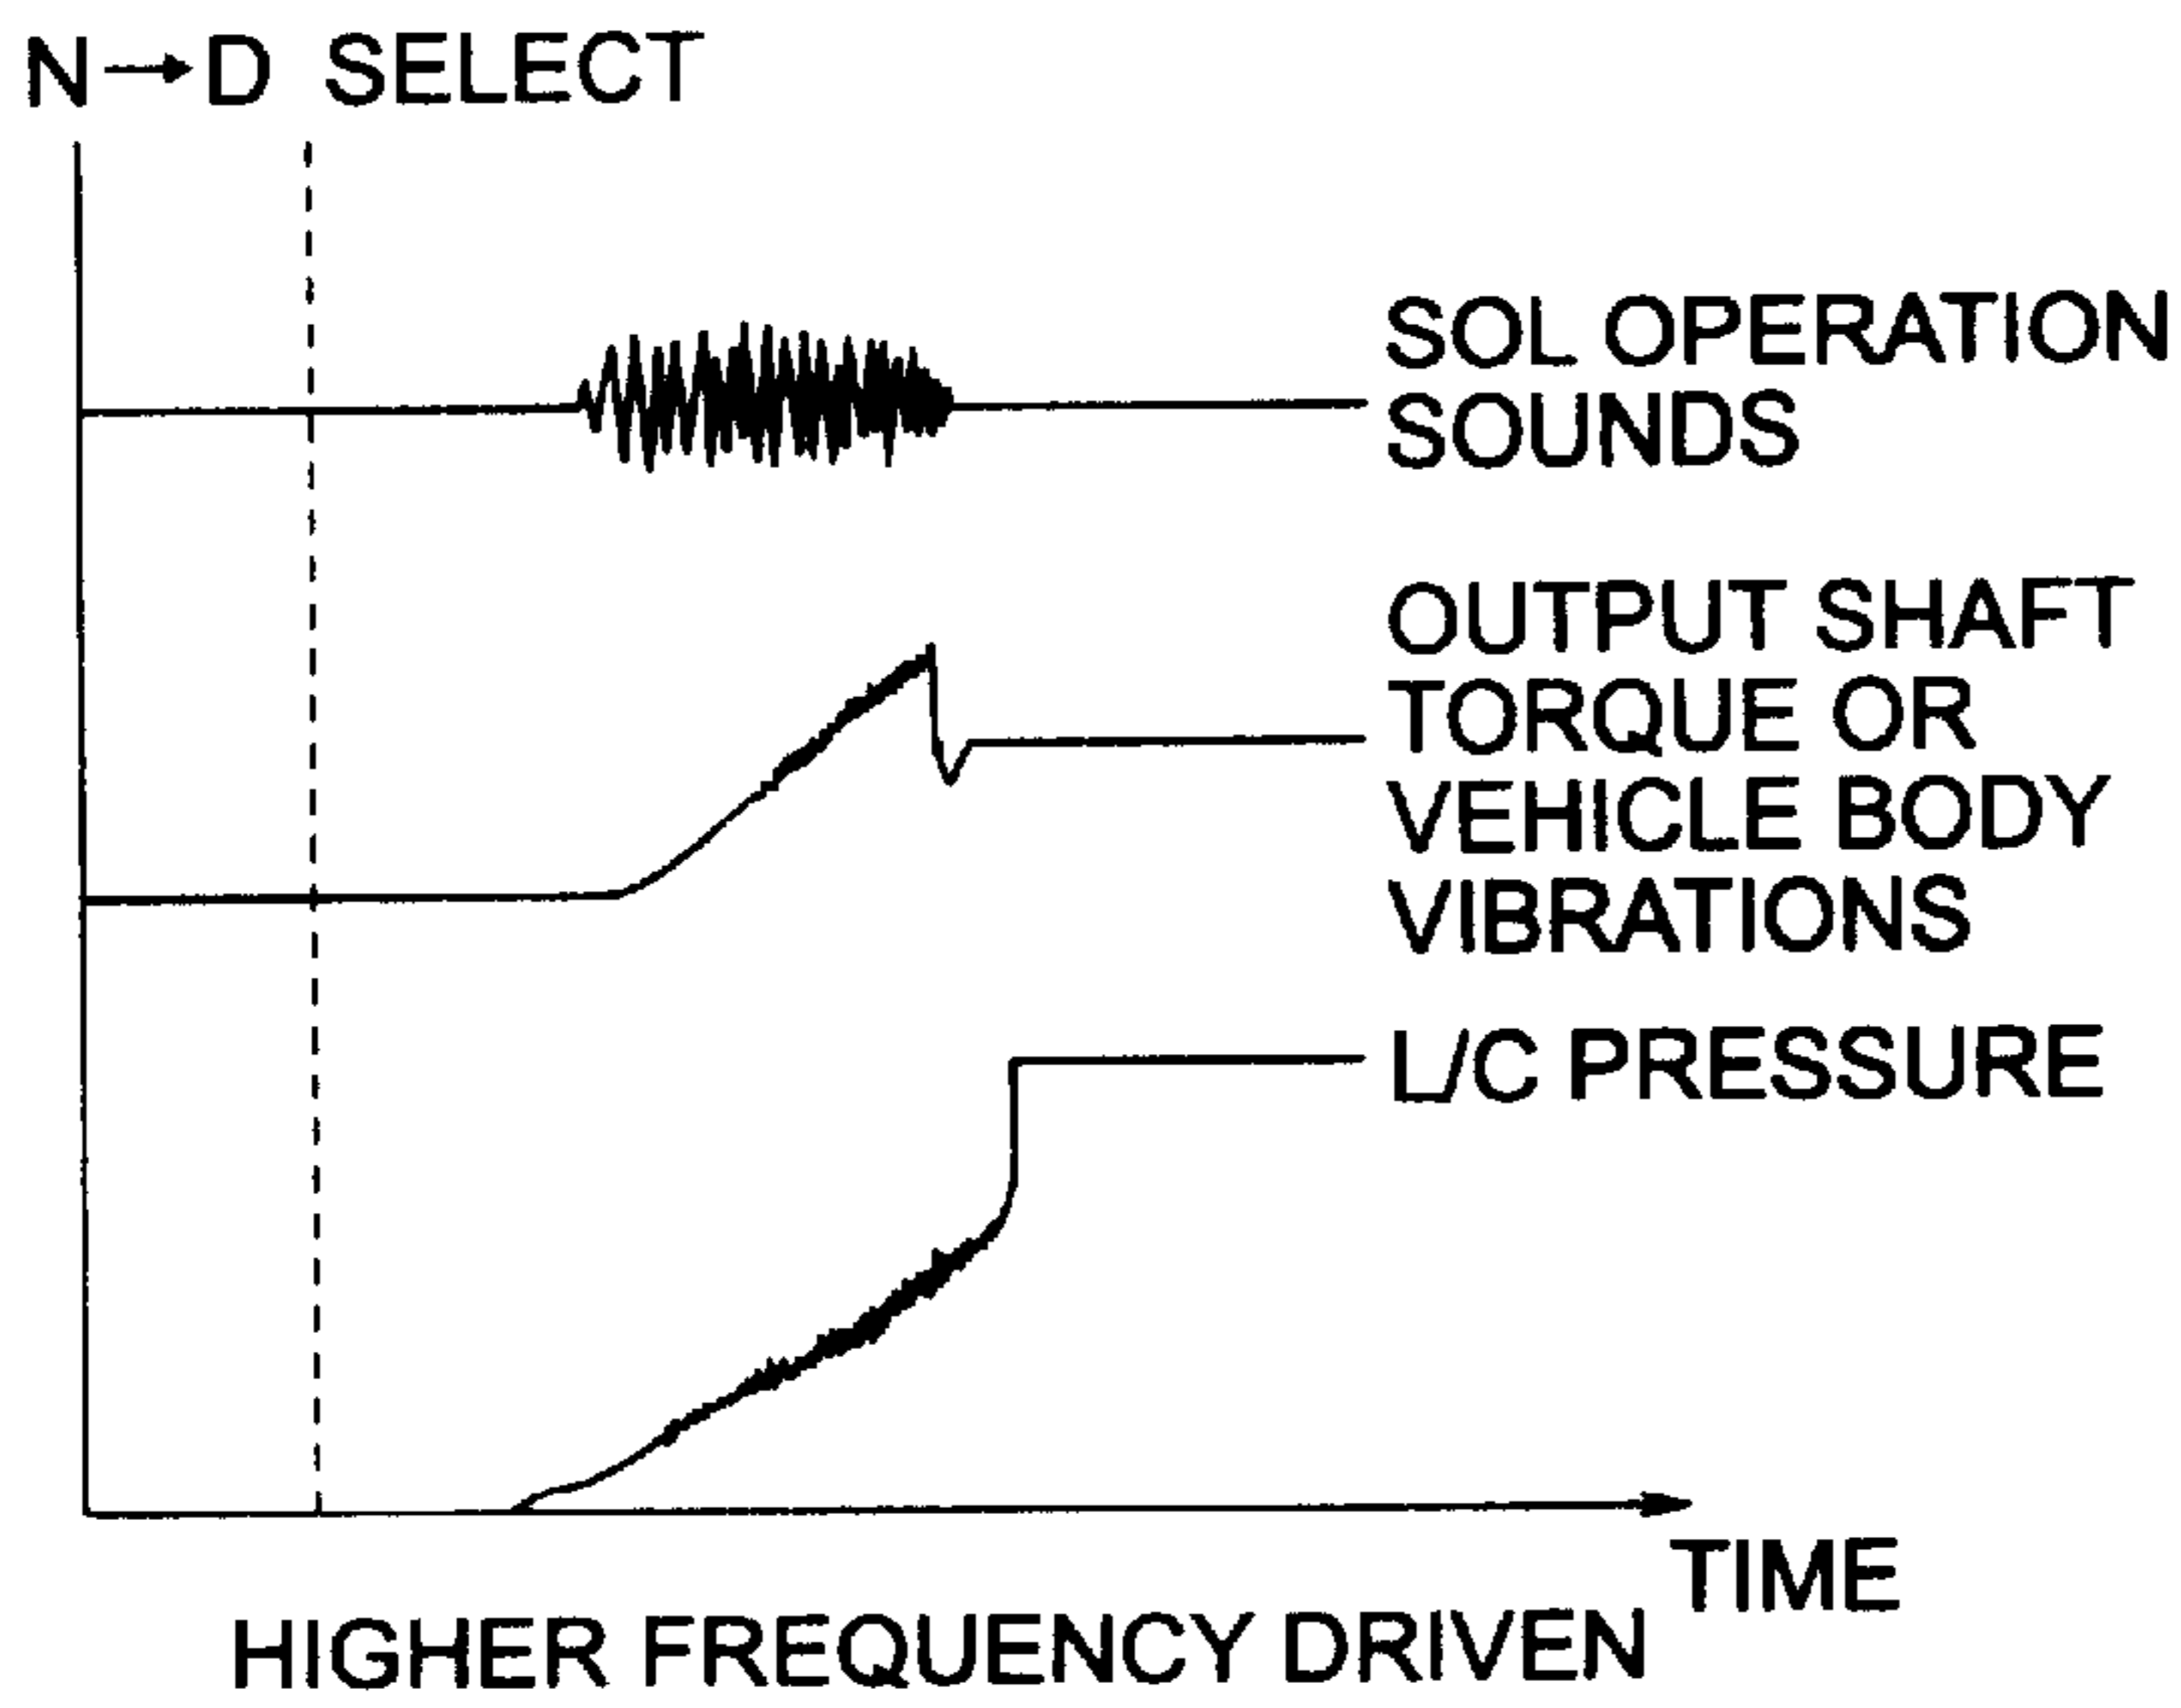 N→D SELECT
SOL OPERATION
SOUNDS
OUTPUT SHAFT
TORQUE OR
VEHICLE BODY
VIBRATIONS
L/C PRESSURE
TIME
HIGHER FREQUENCY DRIVEN